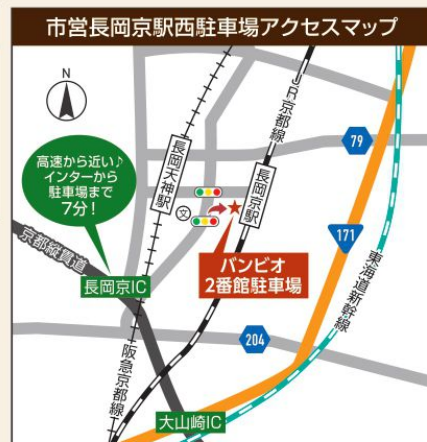 市営長岡京駅西駐車場アクセスマップ
N
高速から近い♪
インターから
駐車場まで
7分!
長岡天神駅
JR京都線
長岡京駅
79
文
171
バンビオ
2番館駐車場
京都縦貫道
長岡京IC
東海道新幹線
204
阪急京都線
大山崎IC